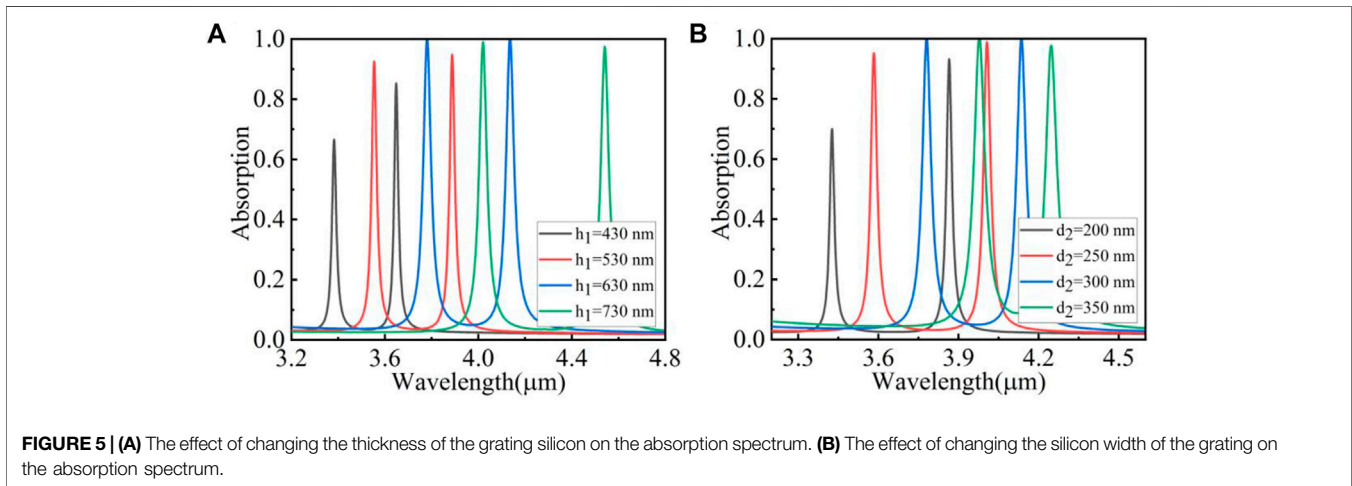 A
B
1.0
0.8
0.6
0.4
0.2
0.0
Absorption
3.2 3.6 4.0 4.4 4.8
Wavelength(μm)
h1=430 nm
h1=530 nm
h1=630 nm
h1=730 nm
1.0
0.8
0.6
0.4
0.2
0.0
Absorption
3.3 3.6 3.9 4.2 4.5
Wavelength(μm)
d2=200 nm
d2=250 nm
d2=300 nm
d2=350 nm
FIGURE 5 | (A) The effect of changing the thickness of the grating silicon on the absorption spectrum. (B) The effect of changing the silicon width of the grating on
the absorption spectrum.